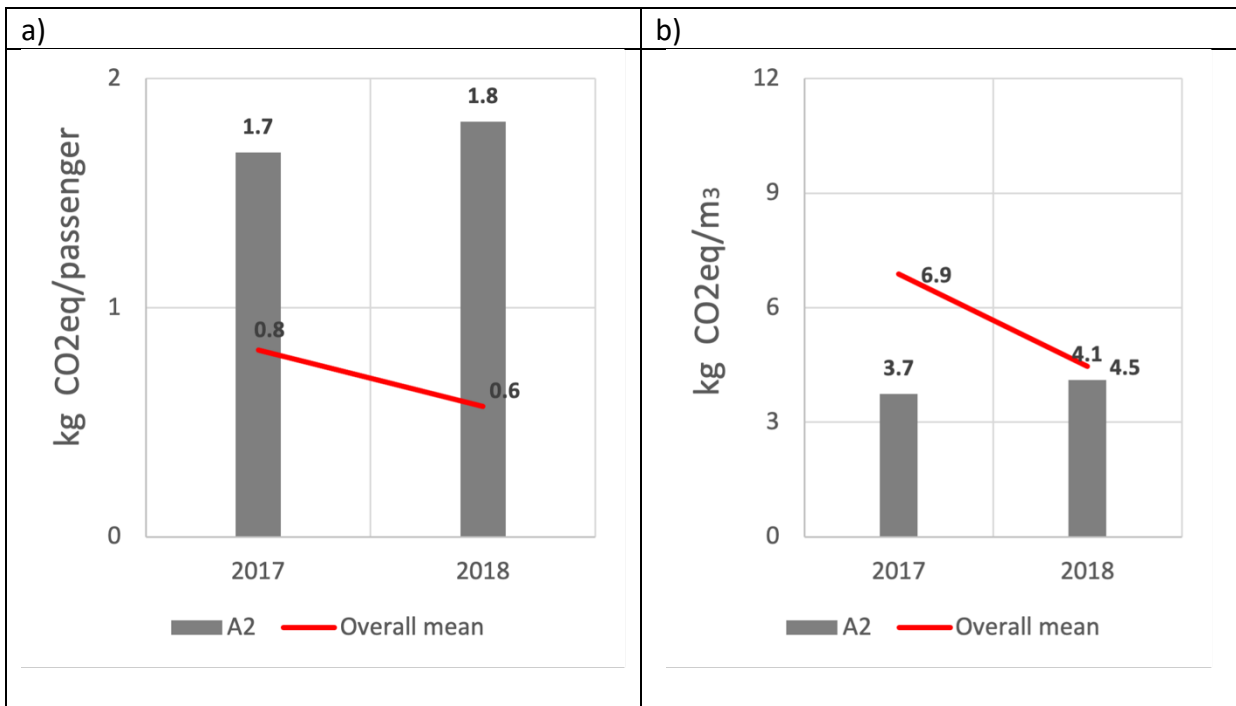 a)
b)
kg CO2eq/passenger
2
1
0
1.7
1.8
0.8
0.6
2017
2018
A2
Overall mean
kg CO2eq/m3
12
9
6
3
0
6.9
3.7
4.1
4.5
2017
2018
A2
Overall mean